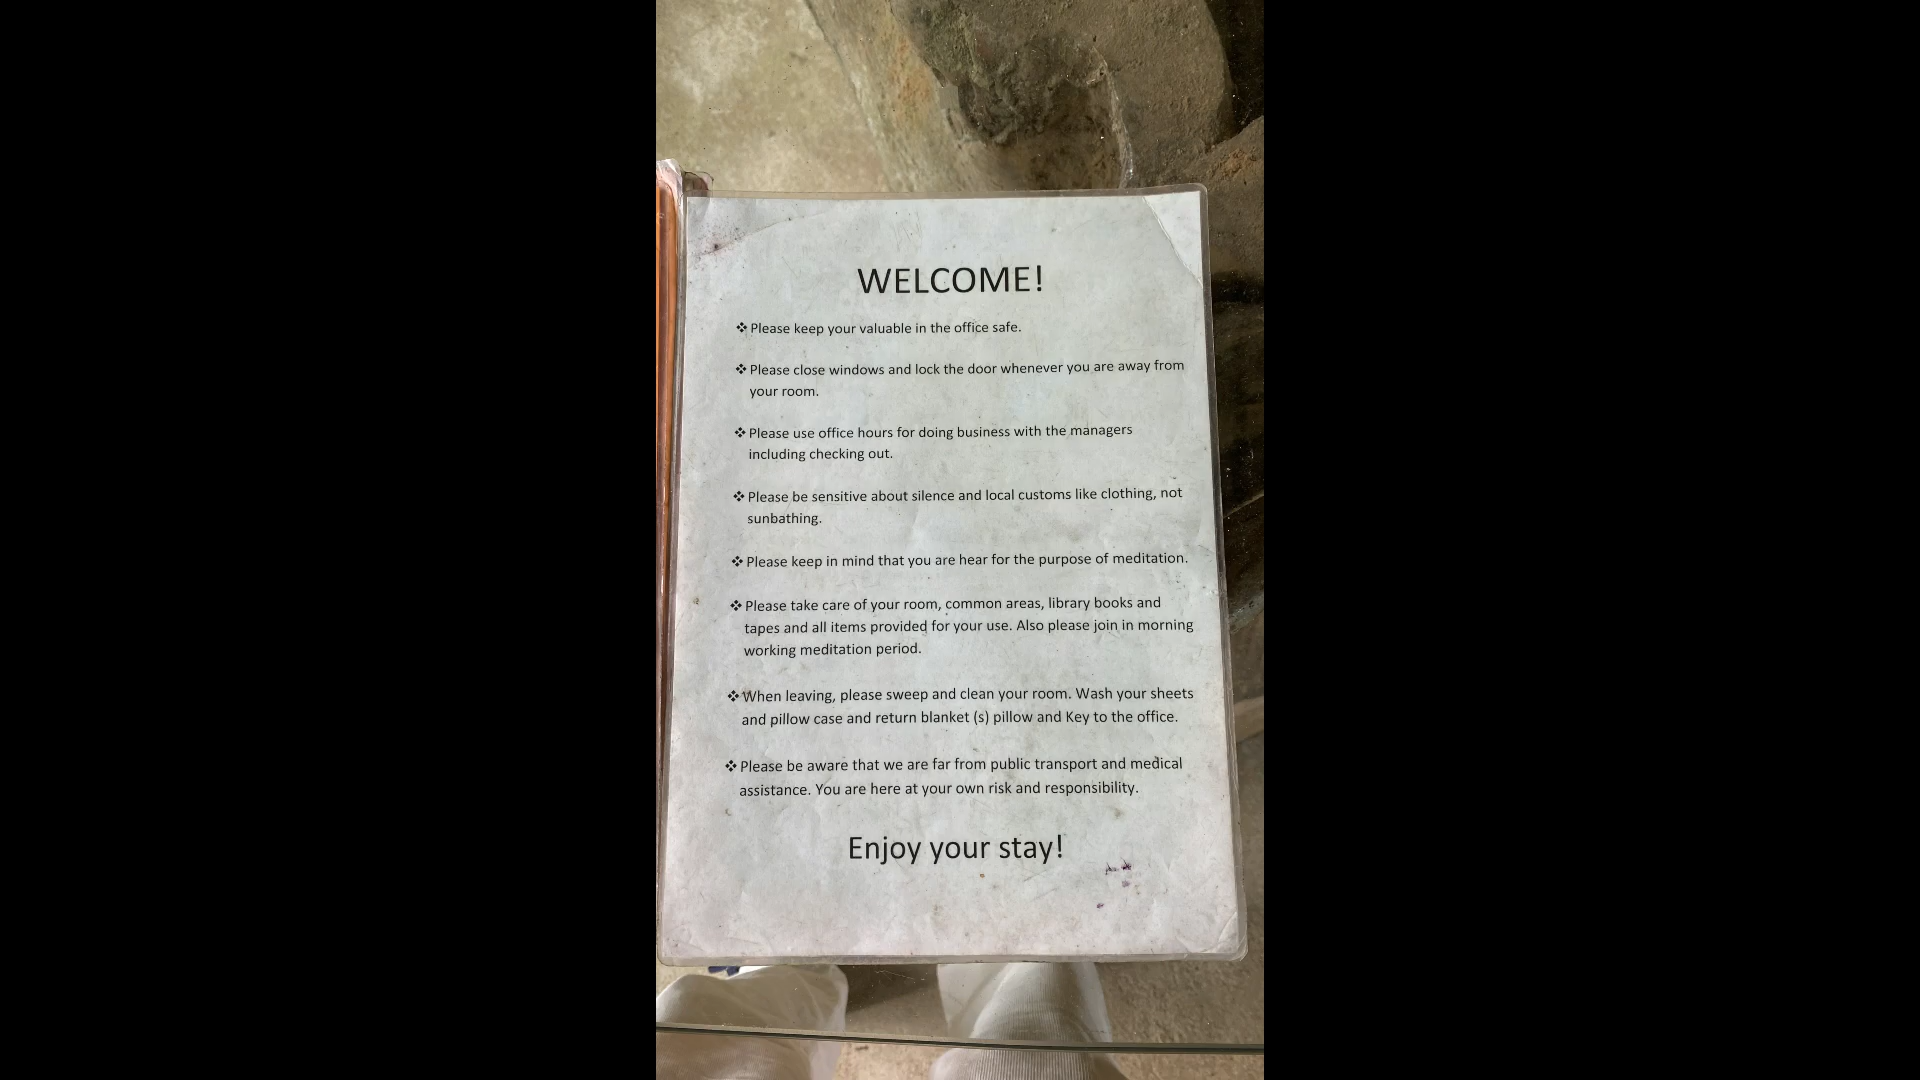 WELCOME!
❖ Please keep your valuable in the office safe.
❖ Please close windows and lock the door whenever you are away from
your room.
❖ Please use office hours for doing business with the managers
including checking out.
❖ Please be sensitive about silence and local customs like clothing, not
sunbathing.
❖ Please keep in mind that you are hear for the purpose of meditation.
❖ Please take care of your room, common areas, library books and
tapes and all items provided for your use. Also please join in morning
working meditation period.
❖ When leaving, please sweep and clean your room. Wash your sheets
and pillow case and return blanket (s) pillow and Key to the office.
❖ Please be aware that we are far from public transport and medical
assistance. You are here at your own risk and responsibility.
Enjoy your stay!